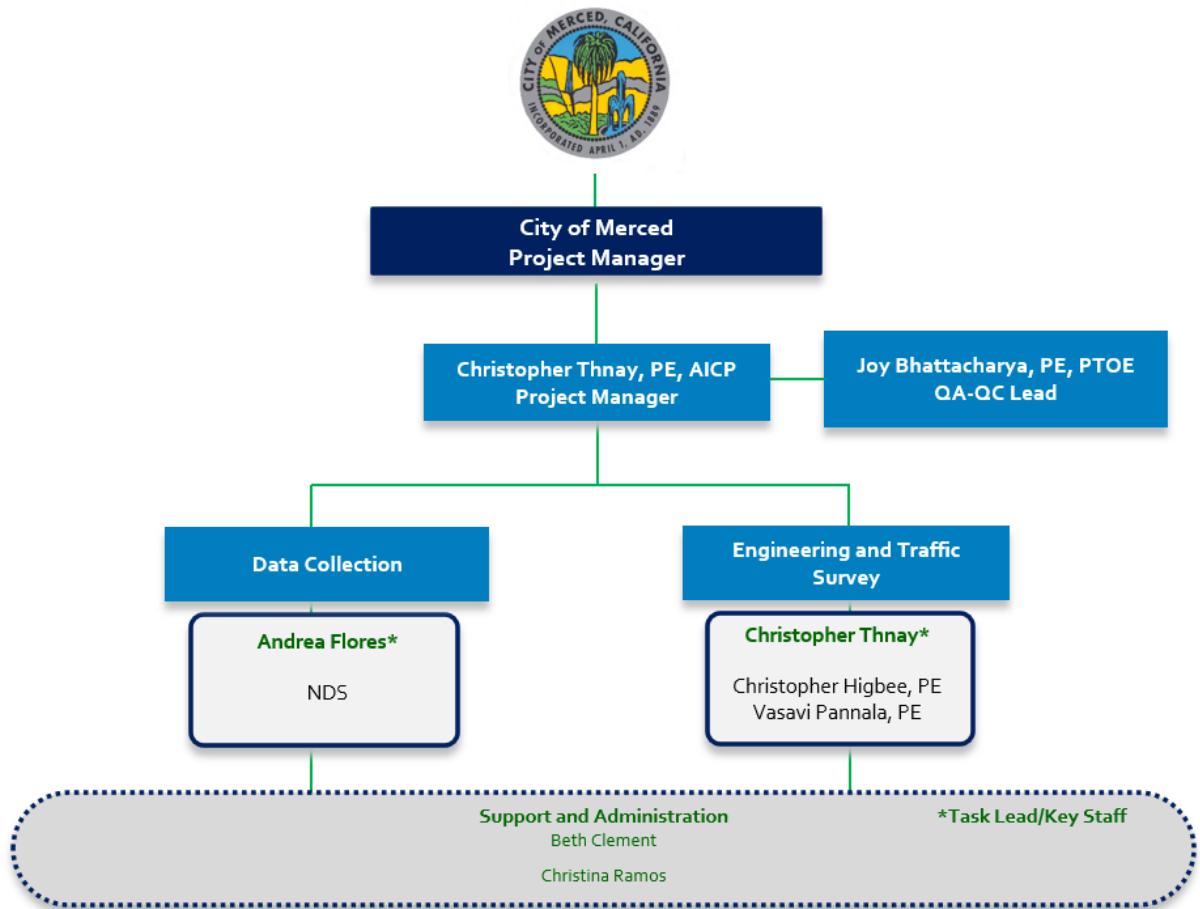 CITY OF MERCED, CALIFORNIA
INCORPORATED APRIL 1, AD. 1889
City of Merced
Project Manager
Christopher Thnay, PE, AICP
Project Manager
Joy Bhattacharya, PE, PTOE
QA-QC Lead
Data Collection
Engineering and Traffic
Survey
Andrea Flores*
NDS
Christopher Thnay*
Christopher Higbee, PE
Vasavi Pannala, PE
Support and Administration
Beth Clement
Christina Ramos
*Task Lead/Key Staff